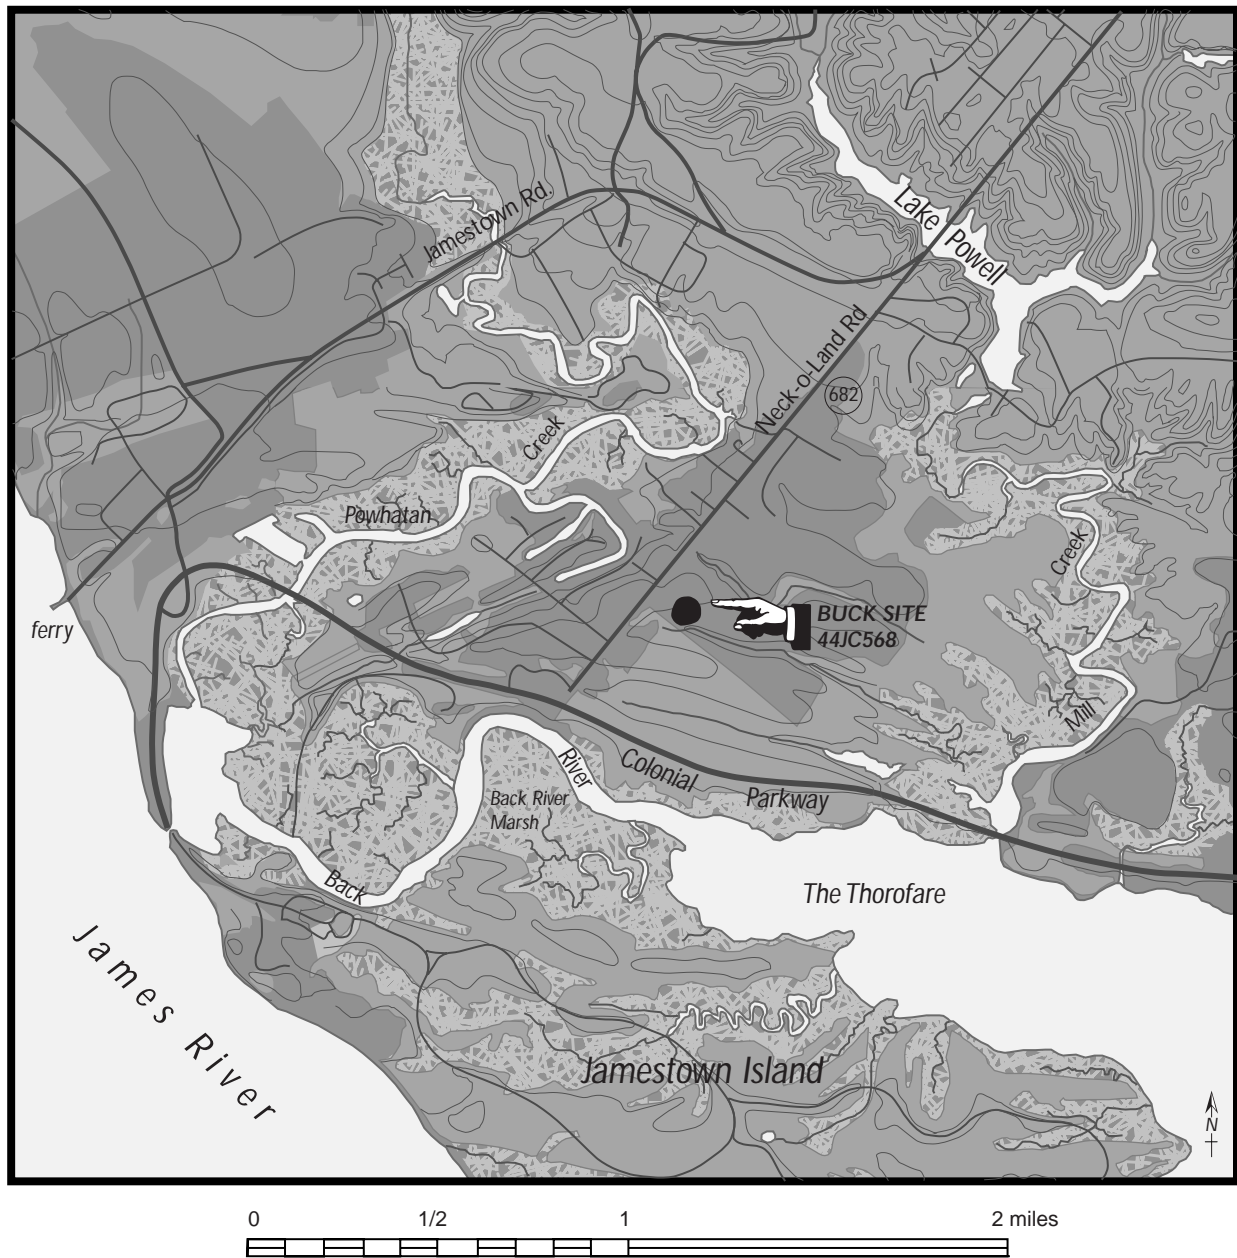 Jamestown Rd.
Lake Powell
Neck-o-Land Rd
682
Creek
Powhatan
Creek
ferry
BUCK SITE
44JC568
Mill
River
Colonial
Parkway
Back River
Marsh
Back
The Thorofare
James River
Jamestown Island
N
0 1/2 1 2 miles